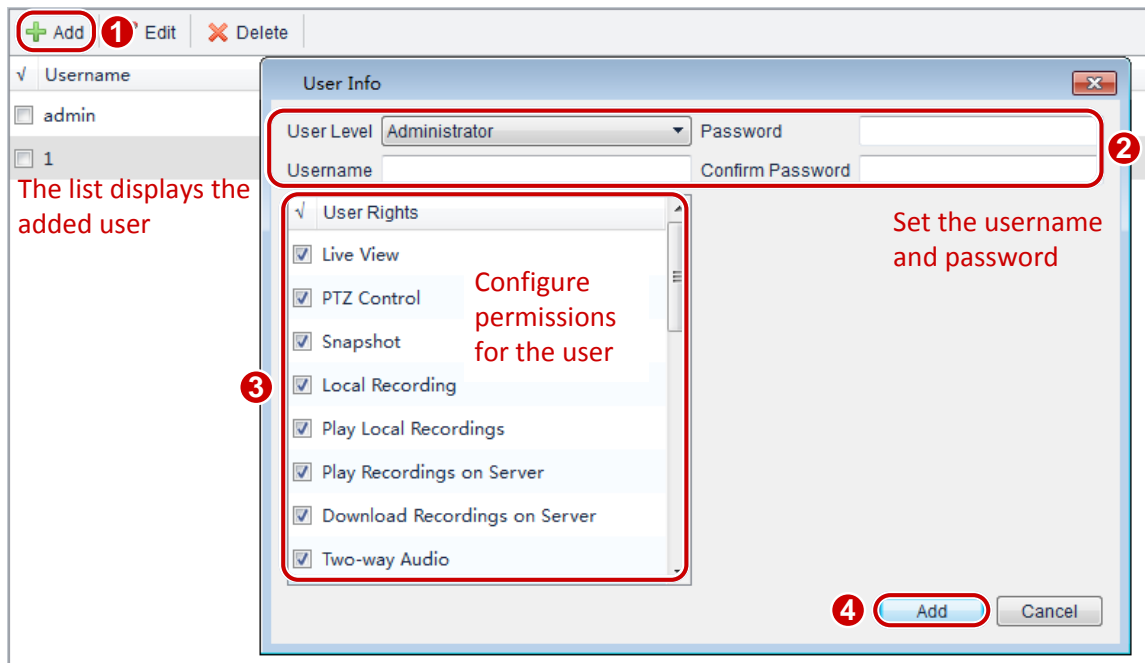 Add 1 Edit Delete
√ Username
admin
1
The list displays the
added user
User Info
User Level Administrator Password
Username Confirm Password
2
Set the username
and password
√ User Rights
Live View
PTZ Control
Snapshot
Local Recording
Play Local Recordings
Play Recordings on Server
Download Recordings on Server
Two-way Audio
Configure
permissions
for the user
3
4 Add Cancel